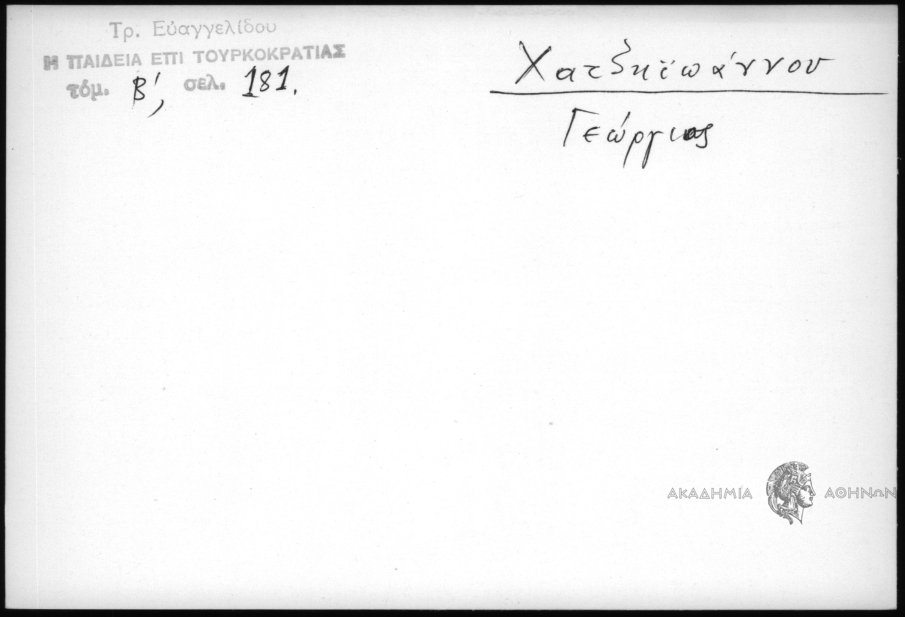 Τρ. Εὐαγγελίδου
Η ΠΑΙΔΕΙΑ ΕΠΙ ΤΟΥΡΚΟΚΡΑΤΙΑΣ
τόμ. Β', σελ. 181.
Χατζηϊωάννου
Γεώργιος
ΑΚΑΔΗΜΙΑ ΑΘΗΝΩΝ